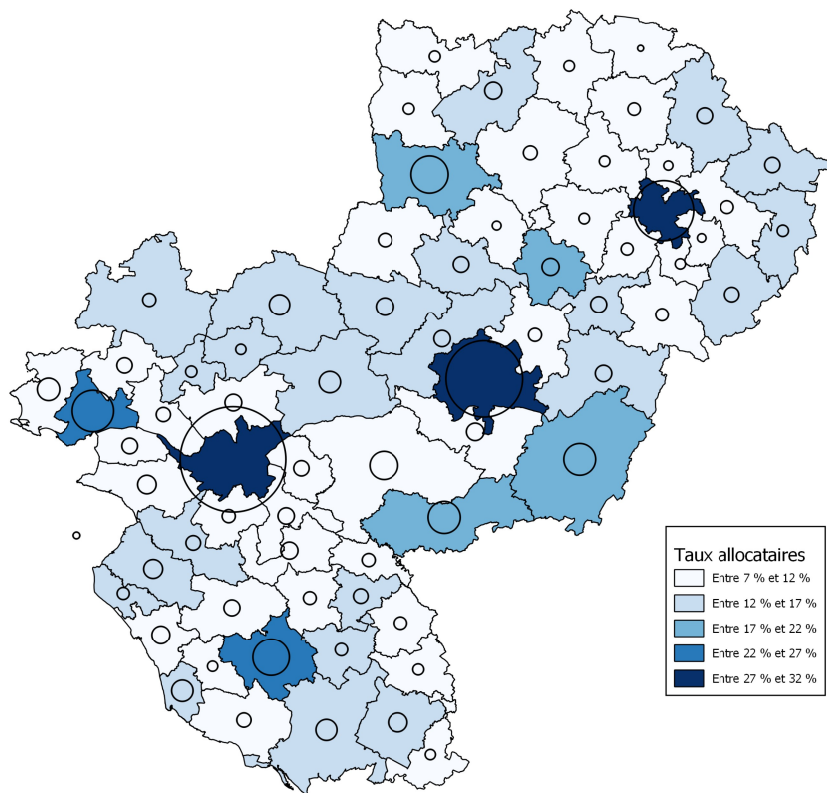 Taux allocataires
Entre 7 % et 12 %
Entre 12 % et 17 %
Entre 17 % et 22 %
Entre 22 % et 27 %
Entre 27 % et 32 %